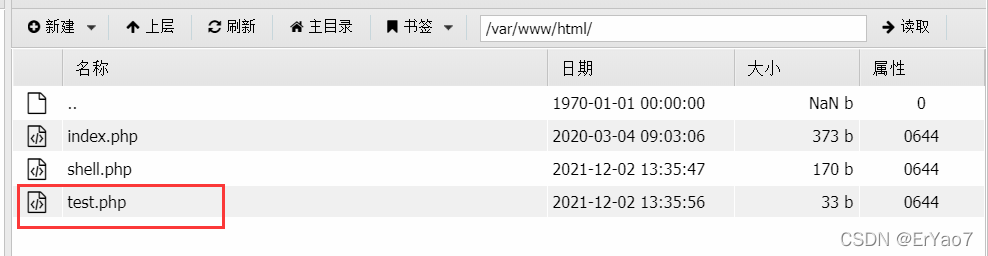 新建 上层 刷新 主目录 书签 /var/www/html/ 读取
名称 日期 大小 属性
.. 1970-01-01 00:00:00 NaN b 0
index.php 2020-03-04 09:03:06 373 b 0644
shell.php 2021-12-02 13:35:47 170 b 0644
test.php 2021-12-02 13:35:56 33 b 0644
CSDN @ErYao7